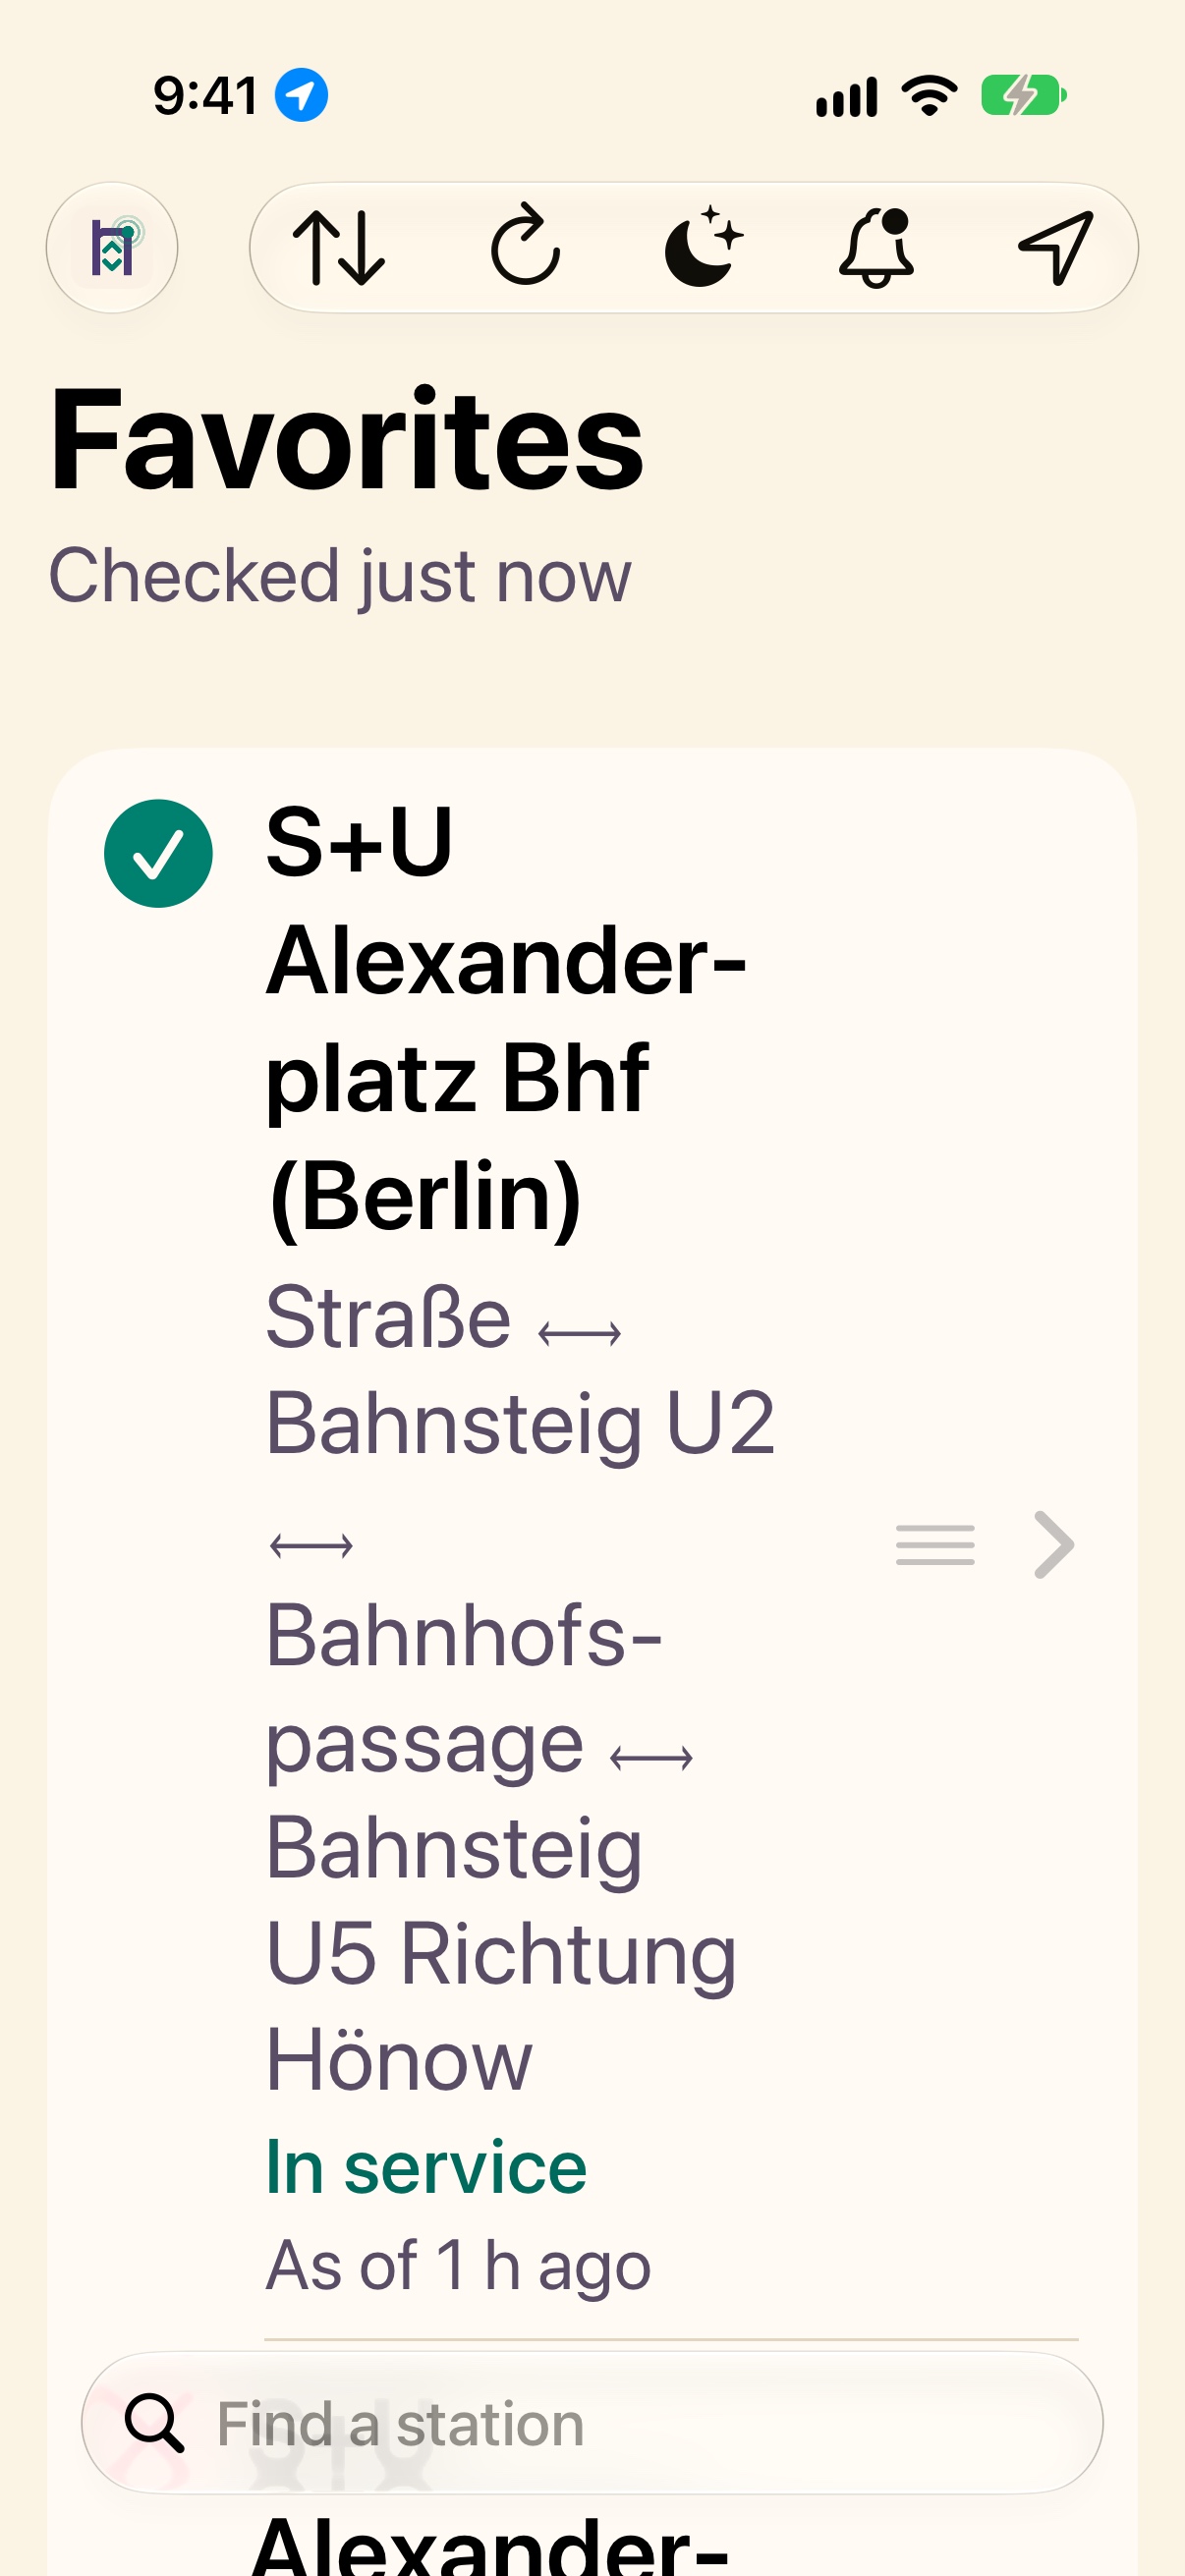 9:41
Favorites
Checked just now
S+U
Alexander-
platz Bhf
(Berlin)
Straße ⟷
Bahnsteig U2
⟷
Bahnhofs-
passage ⟷
Bahnsteig
U5 Richtung
Hönow
In service
As of 1 h ago
Find a station
S+U
Alexander-